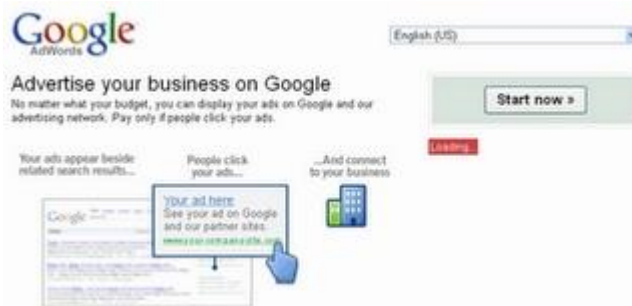 Google
AdWords
English (US)
Advertise your business on Google
No matter what your budget, you can display your ads on Google and our
advertising network. Pay only if people click your ads.
Start now »
Loading...
Your ads appear beside
related search results...
People click
your ads...
...And connect
to your business
Your ad here
See your ad on Google
and our partner sites.
www.your-company-site.com
Google